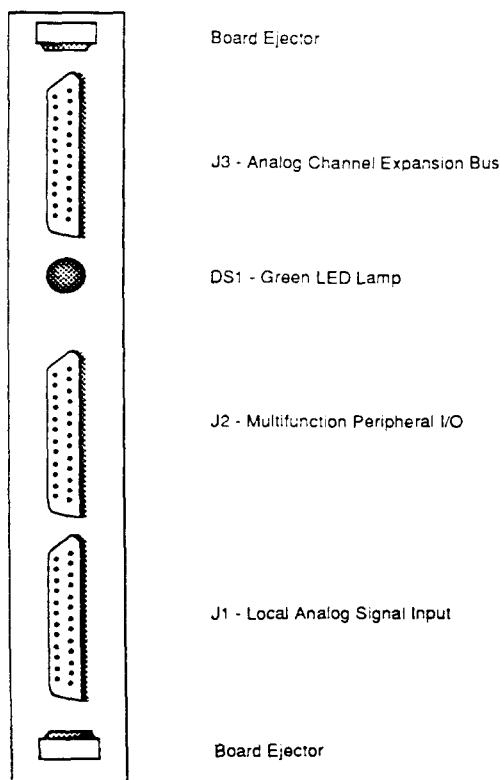 Board Ejector
J3 - Analog Channel Expansion Bus
DS1 - Green LED Lamp
J2 - Multifunction Peripheral I/O
J1 - Local Analog Signal Input
Board Ejector